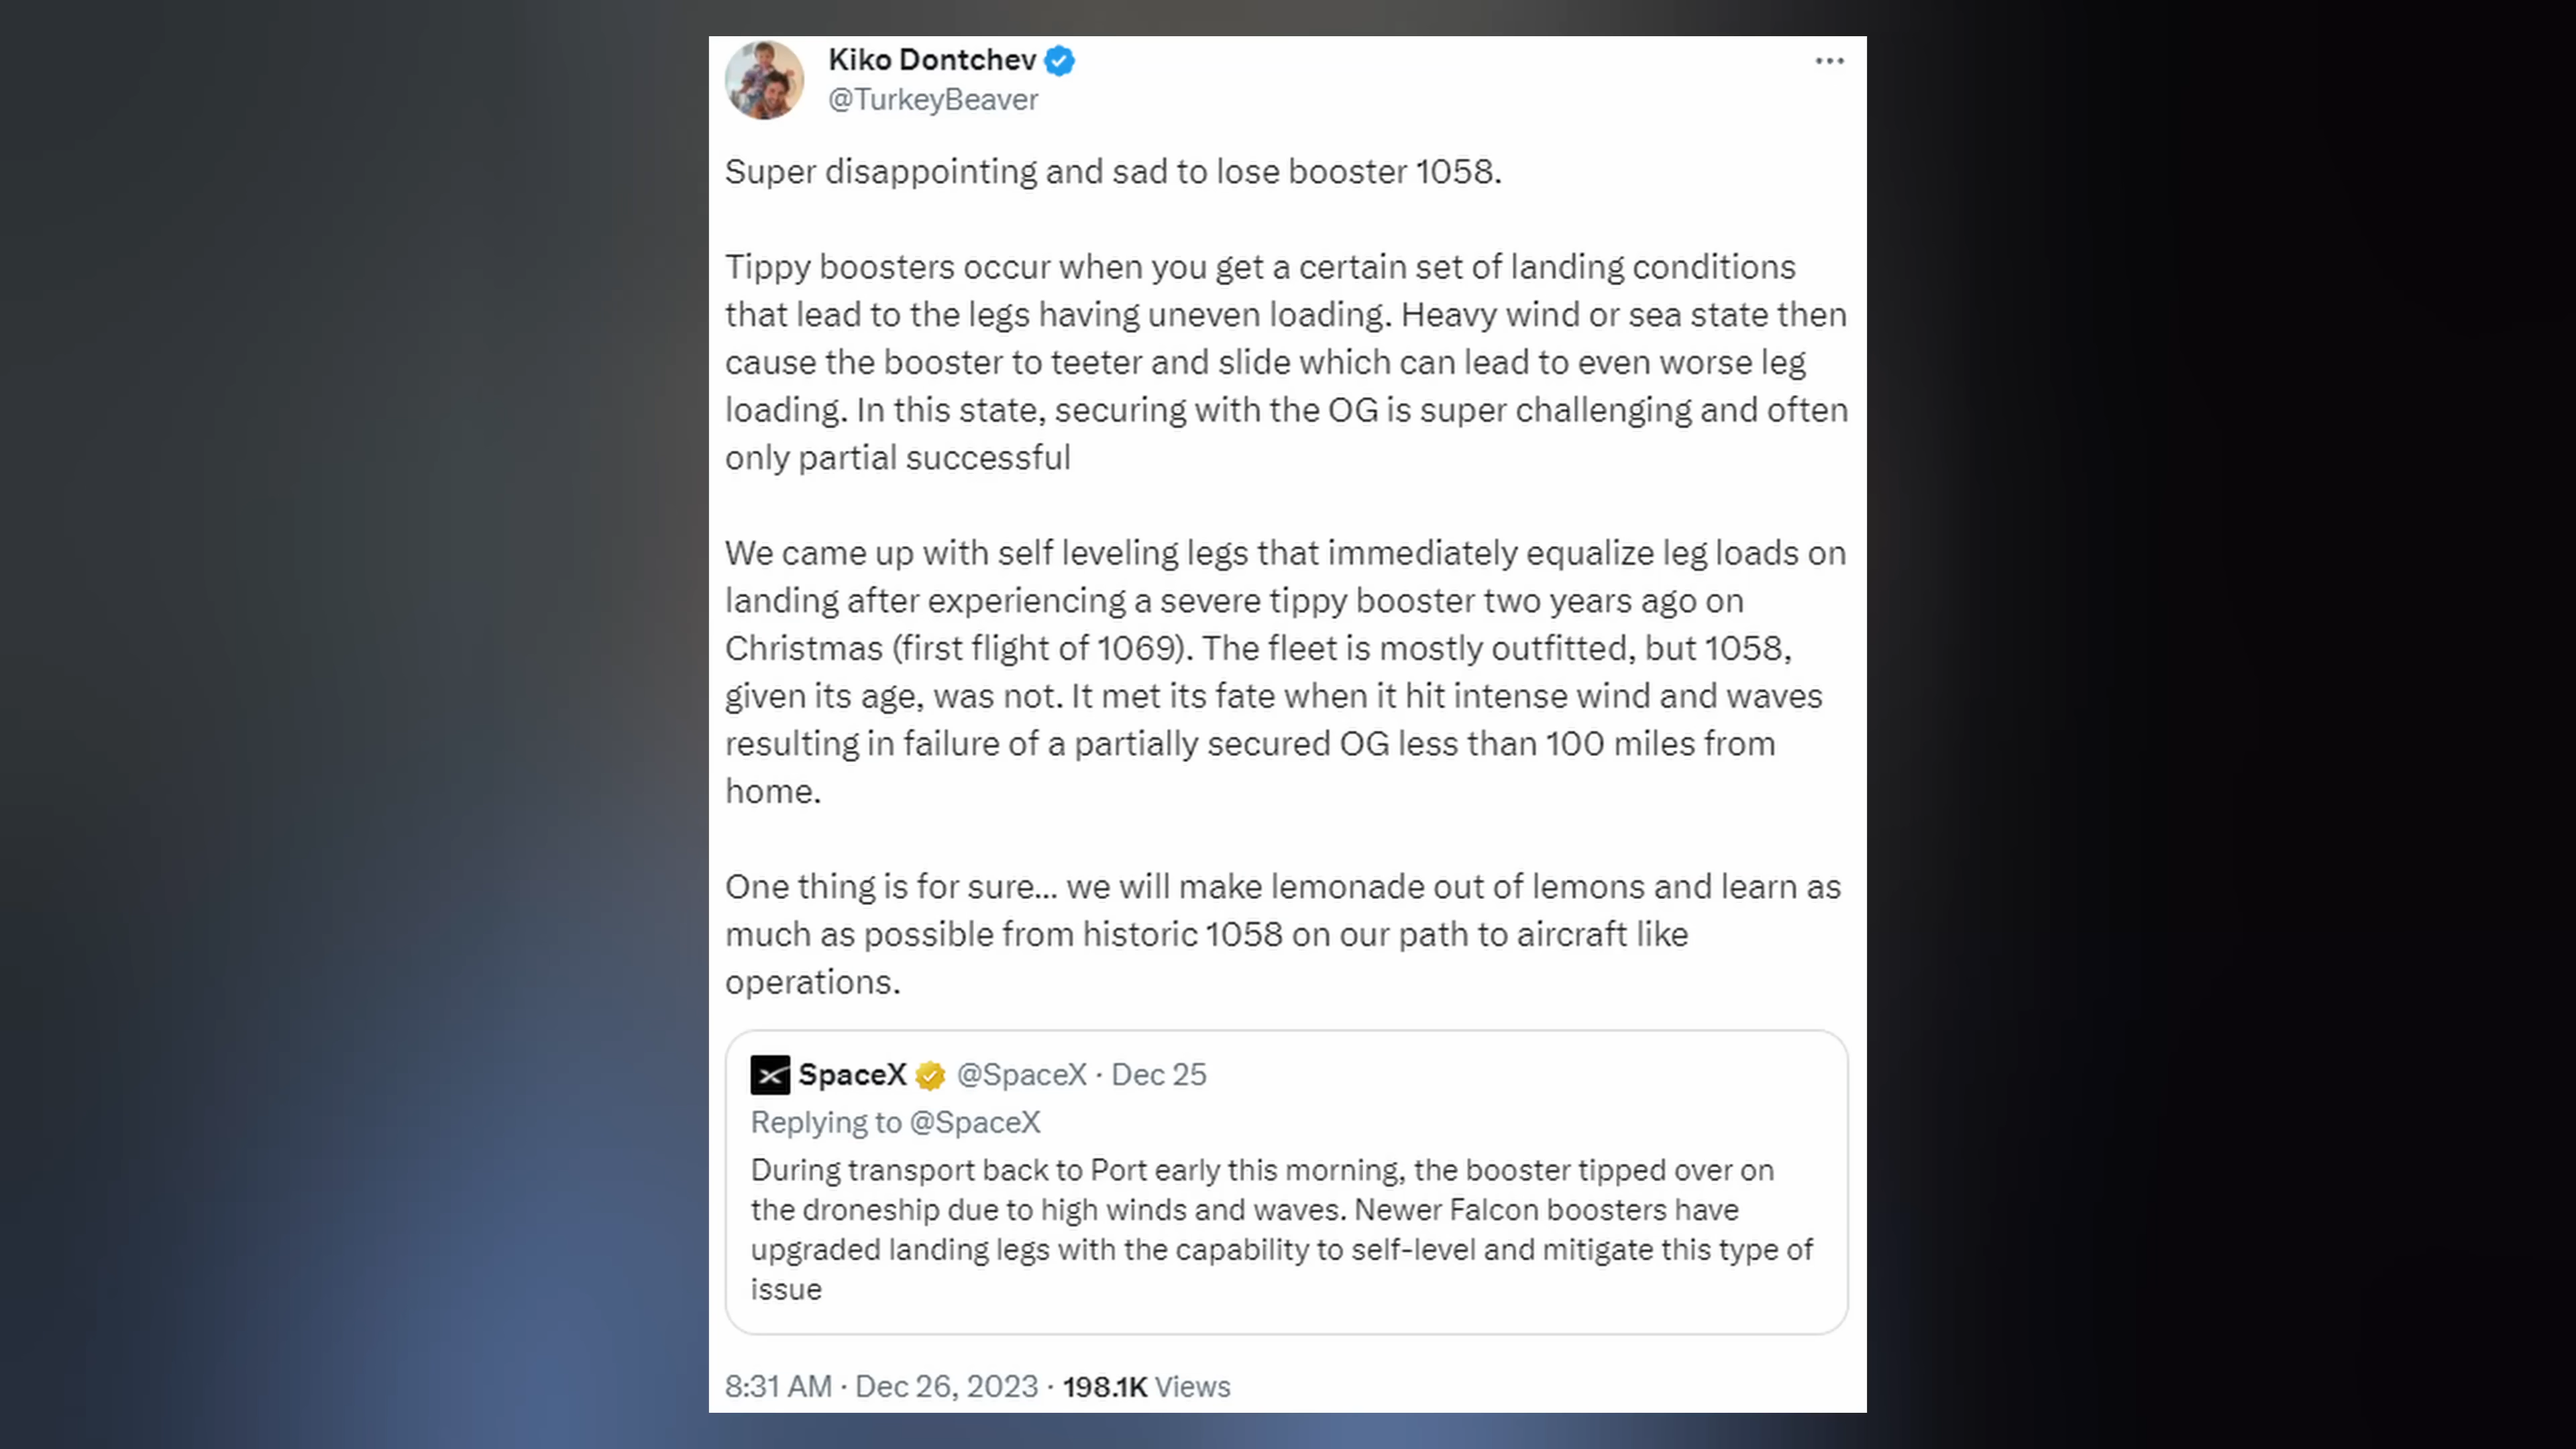 Kiko Dontchev
@TurkeyBeaver
Super disappointing and sad to lose booster 1058.
Tippy boosters occur when you get a certain set of landing conditions
that lead to the legs having uneven loading. Heavy wind or sea state then
cause the booster to teeter and slide which can lead to even worse leg
loading. In this state, securing with the OG is super challenging and often
only partial successful
We came up with self leveling legs that immediately equalize leg loads on
landing after experiencing a severe tippy booster two years ago on
Christmas (first flight of 1069). The fleet is mostly outfitted, but 1058,
given its age, was not. It met its fate when it hit intense wind and waves
resulting in failure of a partially secured OG less than 100 miles from
home.
One thing is for sure... we will make lemonade out of lemons and learn as
much as possible from historic 1058 on our path to aircraft like
operations.
SpaceX @SpaceX · Dec 25
Replying to @SpaceX
During transport back to Port early this morning, the booster tipped over on
the droneship due to high winds and waves. Newer Falcon boosters have
upgraded landing legs with the capability to self-level and mitigate this type of
issue
8:31 AM · Dec 26, 2023 · 198.1K Views